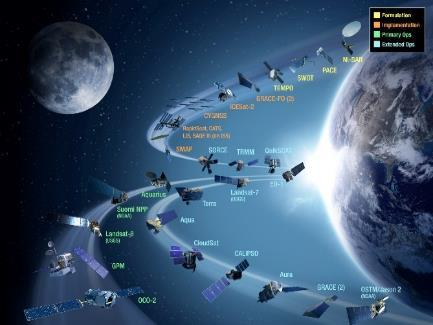 Formulation
Implementation
Primary Ops
Extended Ops
NI-SAR
PACE
SWOT
TEMPO
GRACE-FO (2)
ICESat-2
CYGNSS
RapidScat, CATS,
LIS, SAGE III (on ISS)
SMAP
SORCE
TRMM
QuikSCAT
EO-1
Landsat-7
(USGS)
Terra
Aquarius
Suomi NPP
(NOAA)
Landsat-8
(USGS)
Aqua
GPM
CloudSat
CALIPSO
OCO-2
Aura
GRACE (2)
OSTM/Jason 2
(NOAA)